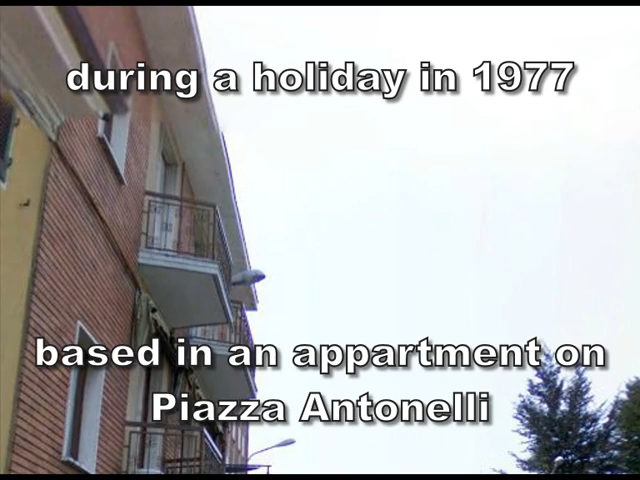 during a holiday in 1977
based in an appartment on
Piazza Antonelli